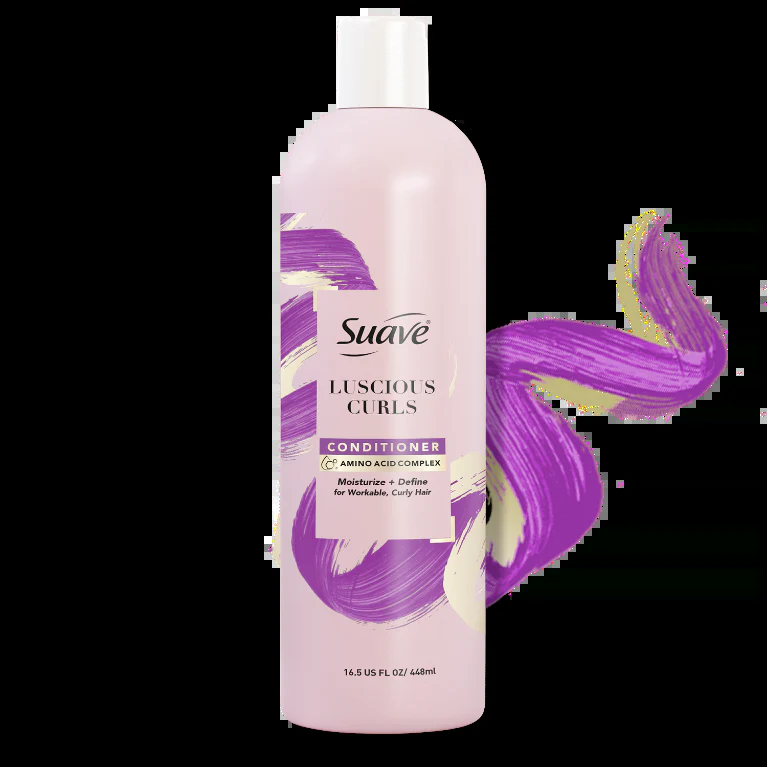 Suave®
LUSCIOUS
CURLS
CONDITIONER
AMINO ACID COMPLEX
Moisturize + Define
for Workable, Curly Hair
16.5 US FL OZ/ 448ml